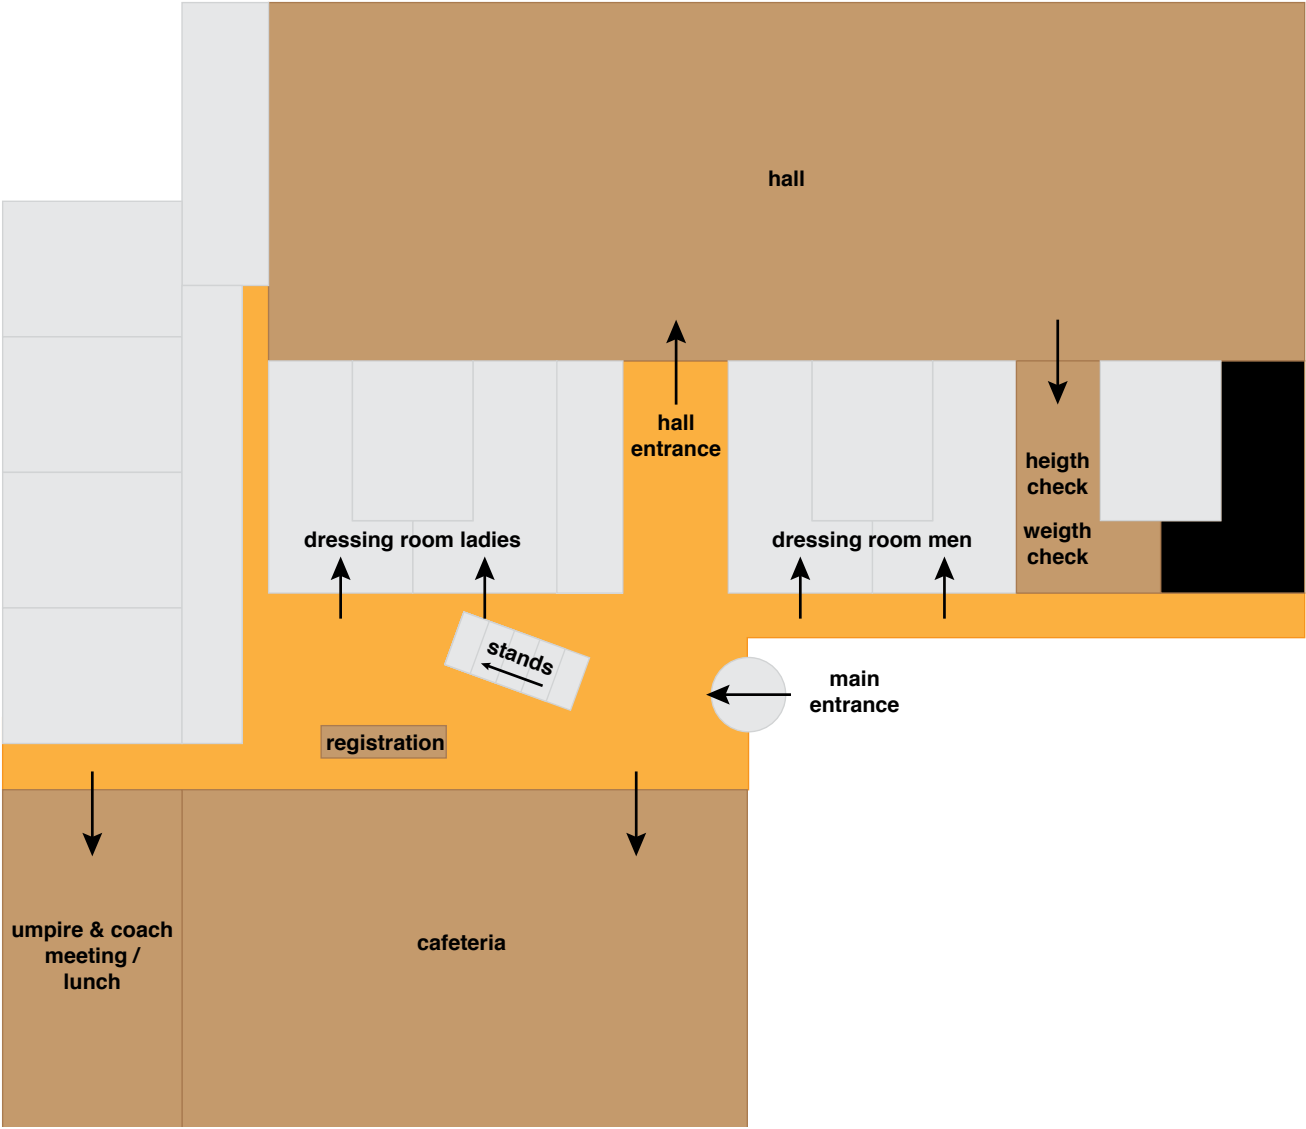 hall
hall
entrance
heigth
check
weigth
check
dressing room ladies
dressing room men
stands
main
entrance
registration
umpire & coach
meeting /
lunch
cafeteria